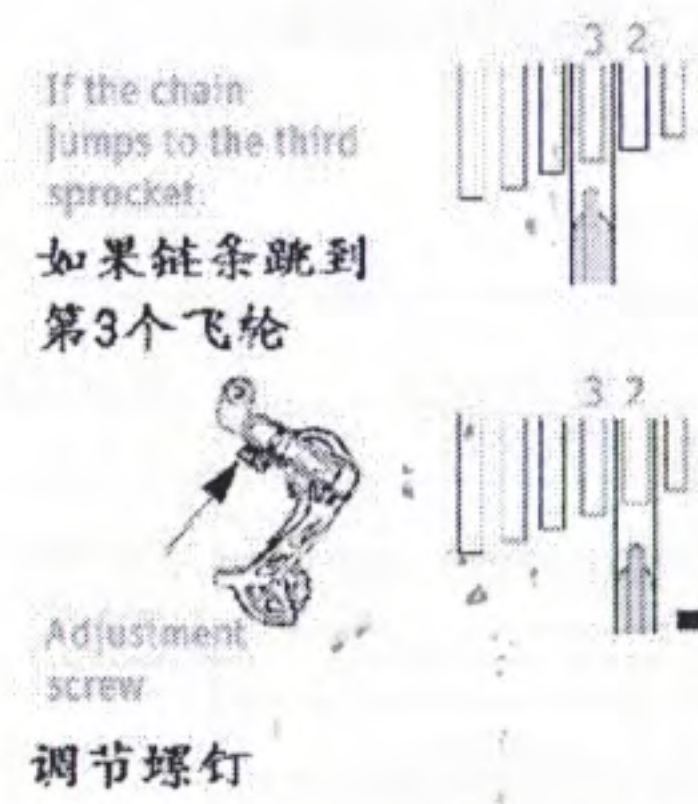 3 2
If the chain
jumps to the third
sprocket
如果链条跳到
第3个飞轮
3 2
Adjustment
screw
调节螺钉